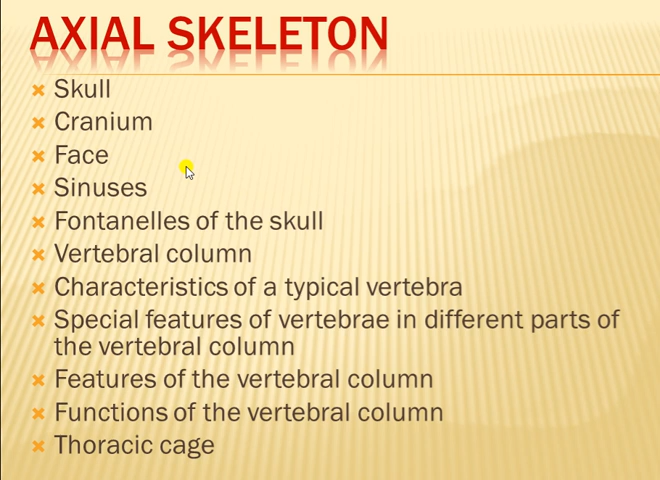 AXIAL SKELETON
Skull
Cranium
Face
Sinuses
Fontanelles of the skull
Vertebral column
Characteristics of a typical vertebra
Special features of vertebrae in different parts of
the vertebral column
Features of the vertebral column
Functions of the vertebral column
Thoracic cage